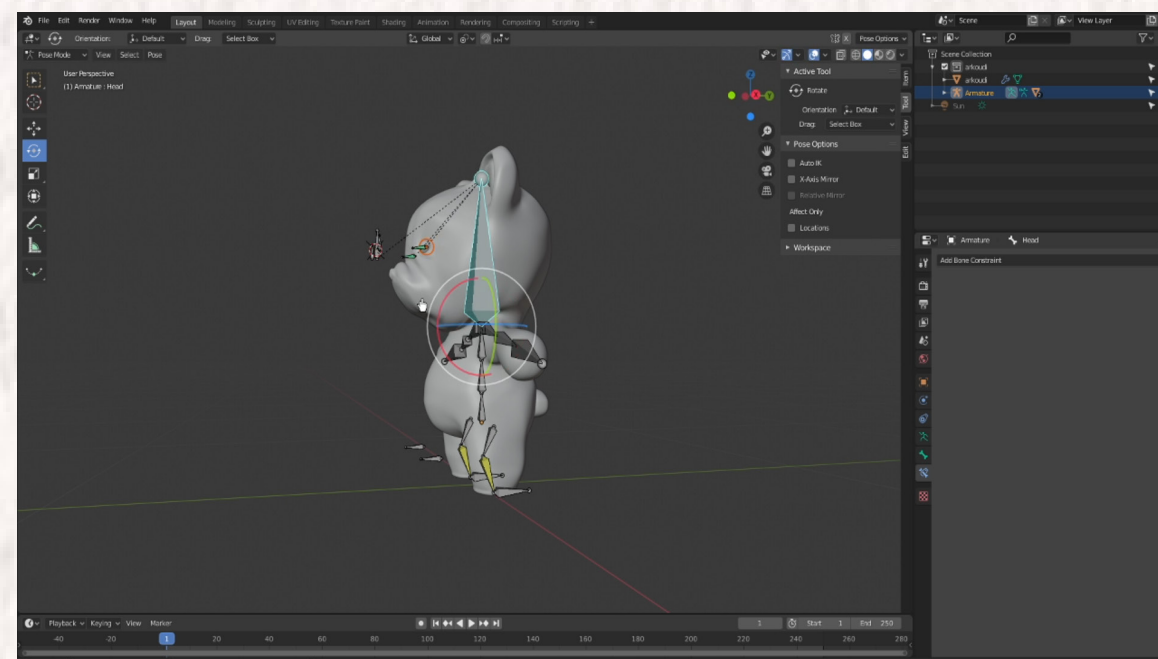 File Edit Render Window Help Layout Modeling Sculpting UV Editing Texture Paint Shading Animation Rendering Compositing Scripting + Scene View Layer
Orientation: Default Drag: Select Box Global Pose Options
Pose Mode View Select Pose
User Perspective
(1) Armature : Head
Z
Active Tool
Rotate
Orientation Default
Drag: Select Box
Pose Options
Auto IK
X-Axis Mirror
Relative Mirror
Affect Only
Locations
Workspace
Item
Tool
View
Edit
Scene Collection
arkoudi
arkoudi
Armature
Sun
Armature Head
Add Bone Constraint
Playback Keying View Marker 1 Start 1 End 250
-40 -20 1 20 40 60 80 100 120 140 160 180 200 220 240 260 280